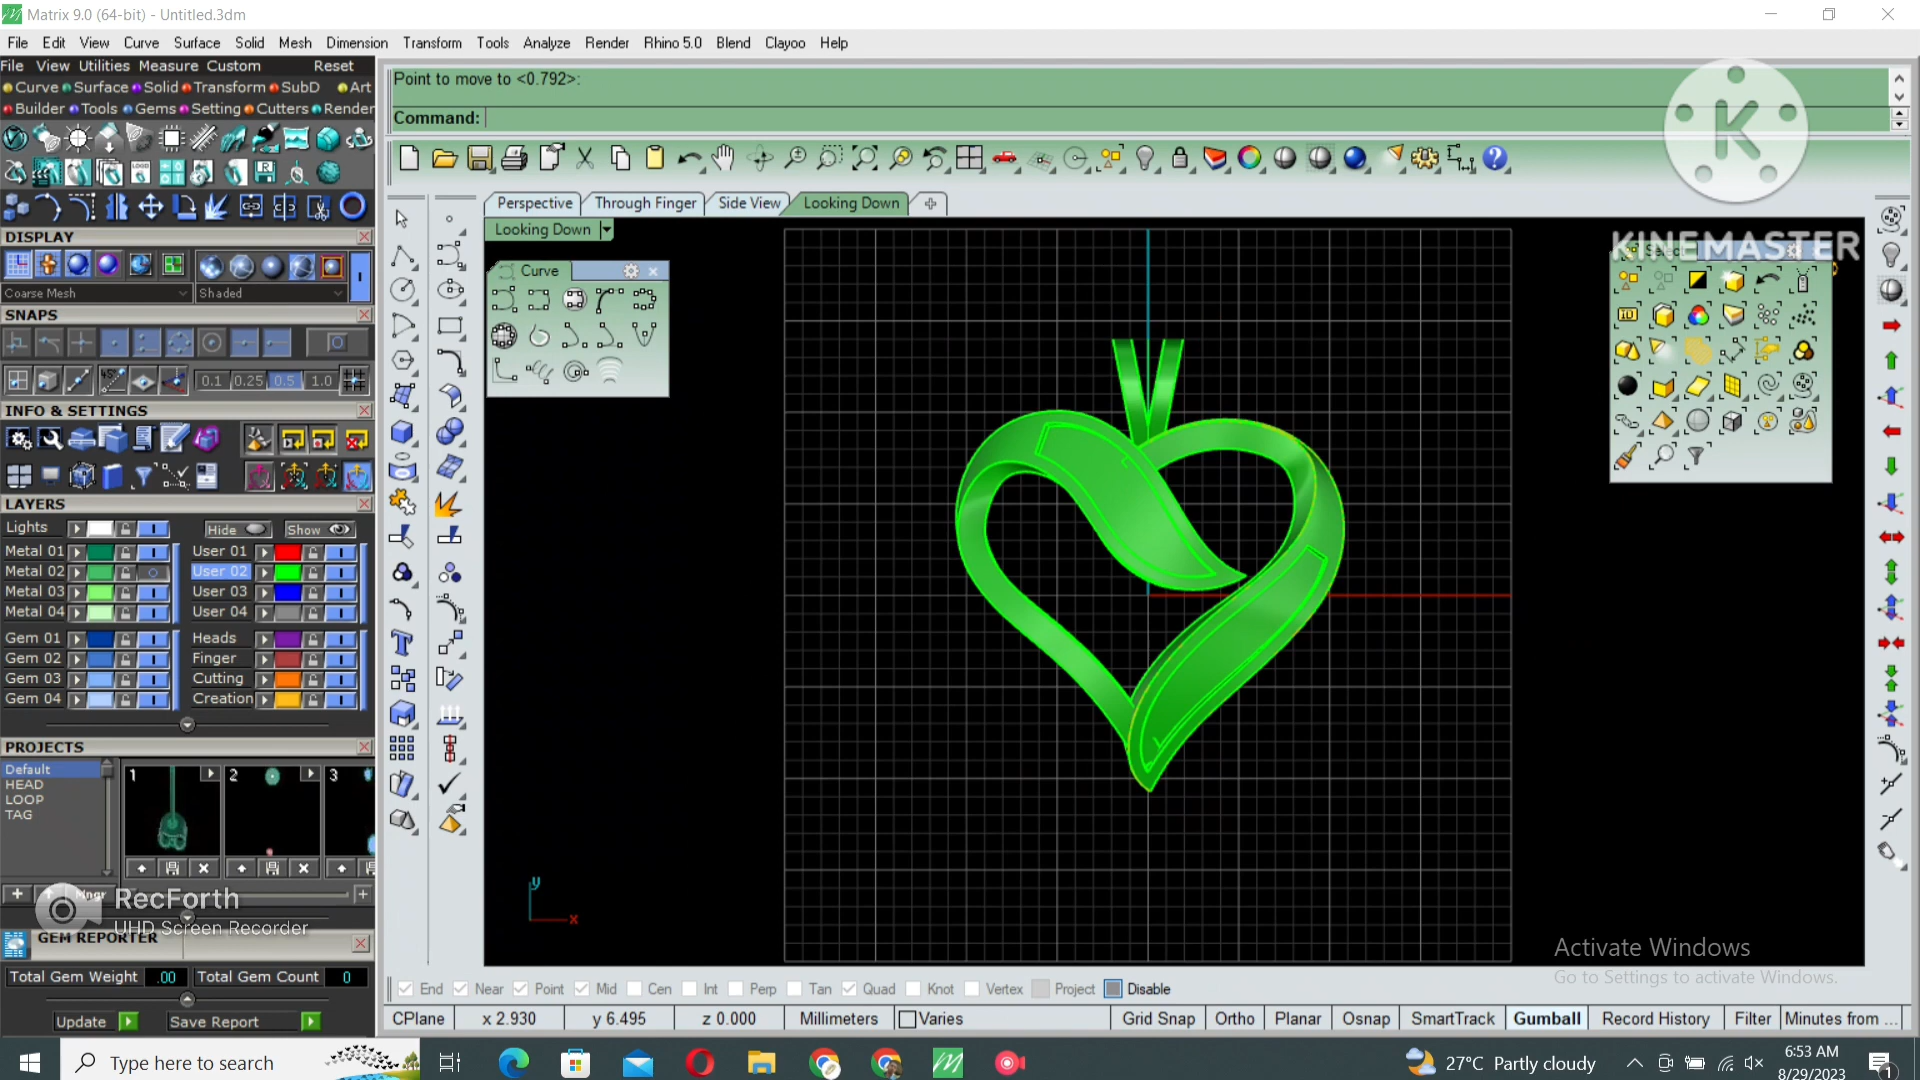 Matrix 9.0 (64-bit) - Untitled.3dm
File Edit View Curve Surface Solid Mesh Dimension Transform Tools Analyze Render Rhino 5.0 Blend Clayoo Help
File View Utilities Measure Custom Reset
Curve Surface Solid Transform SubD Art
Builder Tools Gems Setting Cutters Render
Point to move to <0.792>:
Command:
K
KINEMASTER
Perspective Through Finger Side View Looking Down
Looking Down
Curve
DISPLAY
Coarse Mesh Shaded
SNAPS
0.1 0.25 0.5 1.0
INFO & SETTINGS
LAYERS
Lights Hide Show
Metal 01 User 01
Metal 02 User 02
Metal 03 User 03
Metal 04 User 04
Gem 01 Heads
Gem 02 Finger
Gem 03 Cutting
Gem 04 Creation
PROJECTS
Default
HEAD
LOOP
TAG
1 2 3
Mngr
RecForth
UHD Screen Recorder
GEM REPORTER
Total Gem Weight .00 Total Gem Count 0
Update Save Report
y
x
Activate Windows
Go to Settings to activate Windows.
End Near Point Mid Cen Int Perp Tan Quad Knot Vertex Project Disable
CPlane x 2.930 y 6.495 z 0.000 Millimeters Varies Grid Snap Ortho Planar Osnap SmartTrack Gumball Record History Filter Minutes from ...
Type here to search
27°C Partly cloudy
6:53 AM
8/29/2023
1